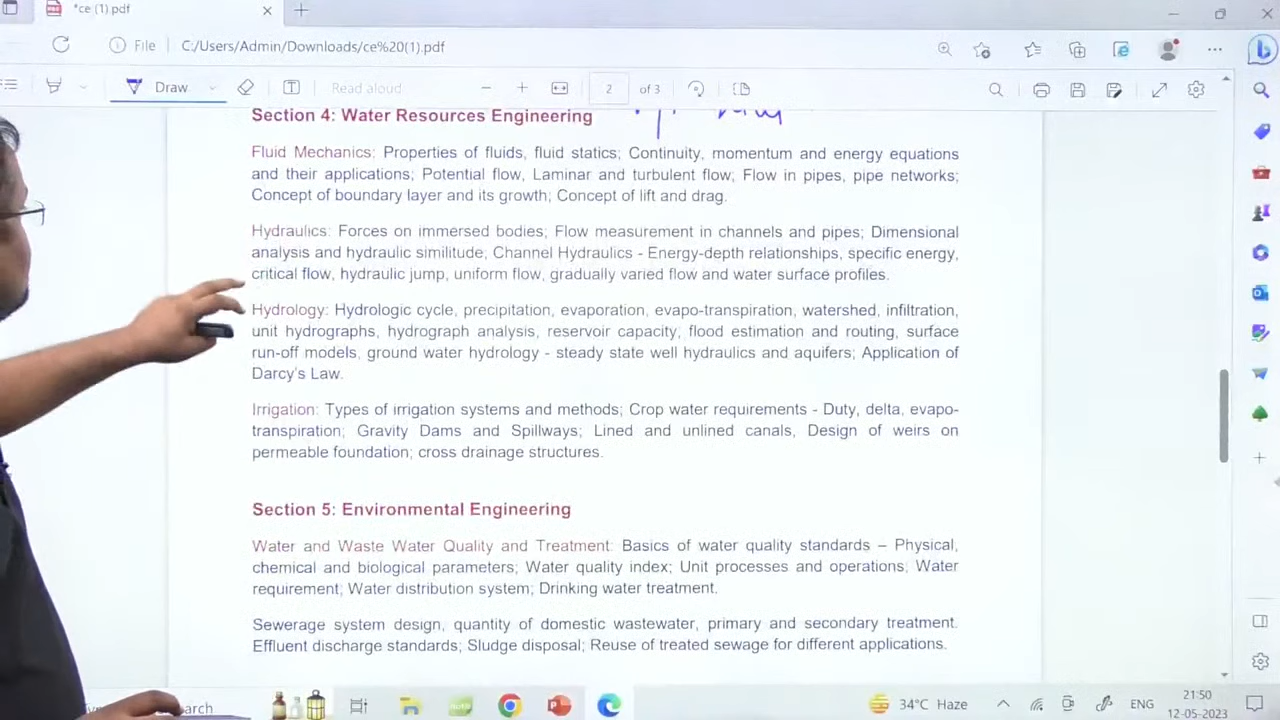 *ce (1).pdf
File C:/Users/Admin/Downloads/ce%20(1).pdf
Draw Read aloud 2 of 3
Section 4: Water Resources Engineering
Fluid Mechanics: Properties of fluids, fluid statics; Continuity, momentum and energy equations
and their applications; Potential flow, Laminar and turbulent flow; Flow in pipes, pipe networks;
Concept of boundary layer and its growth; Concept of lift and drag.
Hydraulics: Forces on immersed bodies; Flow measurement in channels and pipes; Dimensional
analysis and hydraulic similitude; Channel Hydraulics - Energy-depth relationships, specific energy,
critical flow, hydraulic jump, uniform flow, gradually varied flow and water surface profiles.
Hydrology: Hydrologic cycle, precipitation, evaporation, evapo-transpiration, watershed, infiltration,
unit hydrographs, hydrograph analysis, reservoir capacity, flood estimation and routing, surface
run-off models, ground water hydrology - steady state well hydraulics and aquifers; Application of
Darcy's Law.
Irrigation: Types of irrigation systems and methods; Crop water requirements - Duty, delta, evapo-
transpiration; Gravity Dams and Spillways; Lined and unlined canals, Design of weirs on
permeable foundation; cross drainage structures.
Section 5: Environmental Engineering
Water and Waste Water Quality and Treatment: Basics of water quality standards – Physical,
chemical and biological parameters; Water quality index; Unit processes and operations; Water
requirement; Water distribution system; Drinking water treatment.
Sewerage system design, quantity of domestic wastewater, primary and secondary treatment.
Effluent discharge standards; Sludge disposal; Reuse of treated sewage for different applications.
34°C Haze ENG 21:50
12-05-2023